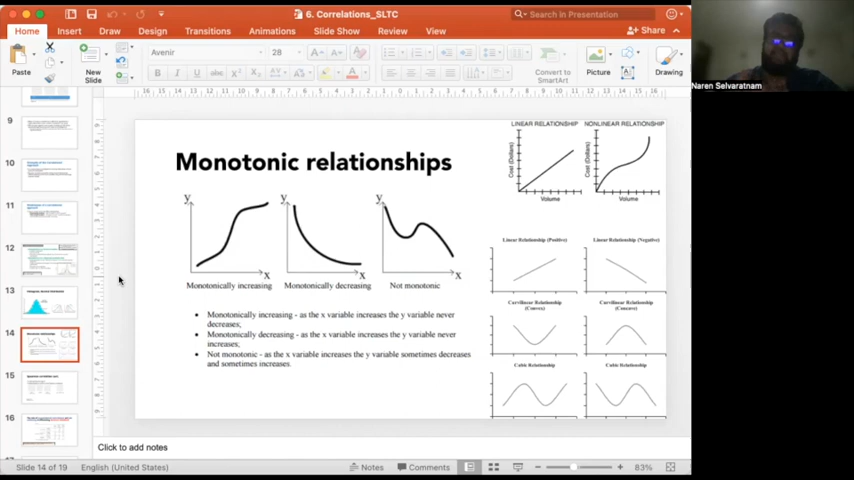 6. Correlations_SLTC
Search in Presentation
Home Insert Draw Design Transitions Animations Slide Show Review View
Share
Avenir 28
Paste
New
Slide
Convert to
SmartArt
Picture
Drawing
Naren Selvaratnam
9
10
11
12
13
14
15
16
Monotonic relationships
y
x
Monotonically increasing
y
x
Monotonically decreasing
y
x
Not monotonic
• Monotonically increasing - as the x variable increases the y variable never
decreases;
• Monotonically decreasing - as the x variable increases the y variable never
increases;
• Not monotonic - as the x variable increases the y variable sometimes decreases
and sometimes increases.
LINEAR RELATIONSHIP
Cost (Dollars)
Volume
NONLINEAR RELATIONSHIP
Cost (Dollars)
Volume
Linear Relationship (Positive)
Linear Relationship (Negative)
Curvilinear Relationship
(Convex)
Curvilinear Relationship
(Concave)
Cubic Relationship
Cubic Relationship
Click to add notes
Slide 14 of 19 English (United States) Notes Comments 83%